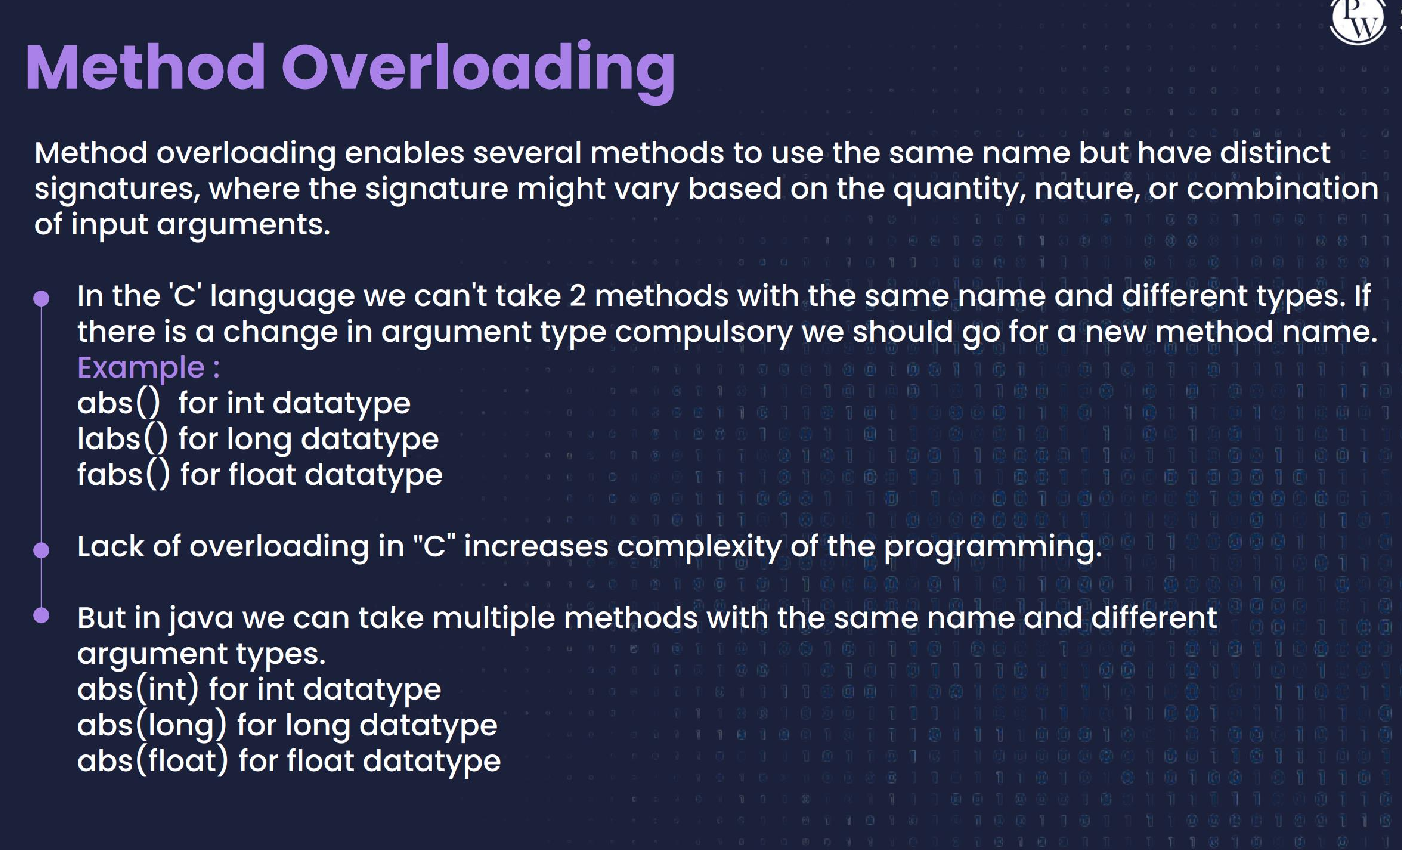 PW
Method Overloading
Method overloading enables several methods to use the same name but have distinct
signatures, where the signature might vary based on the quantity, nature, or combination
of input arguments.
In the 'C' language we can't take 2 methods with the same name and different types. If
there is a change in argument type compulsory we should go for a new method name.
Example :
abs()  for int datatype
labs() for long datatype
fabs() for float datatype
Lack of overloading in "C" increases complexity of the programming.
But in java we can take multiple methods with the same name and different
argument types.
abs(int) for int datatype
abs(long) for long datatype
abs(float) for float datatype